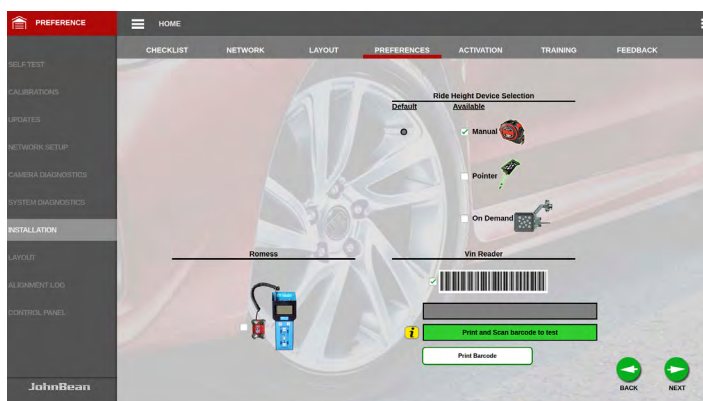 PREFERENCE
HOME
CHECKLIST NETWORK LAYOUT PREFERENCES ACTIVATION TRAINING FEEDBACK
SELF TEST
CALIBRATIONS
UPDATES
NETWORK SETUP
CAMERA DIAGNOSTICS
SYSTEM DIAGNOSTICS
INSTALLATION
LAYOUT
ALIGNMENT LOG
CONTROL PANEL
JohnBean
Ride Height Device Selection
Default Available
Manual
Pointer
On Demand
Romess
Vin Reader
i Print and Scan barcode to test
Print Barcode
BACK NEXT